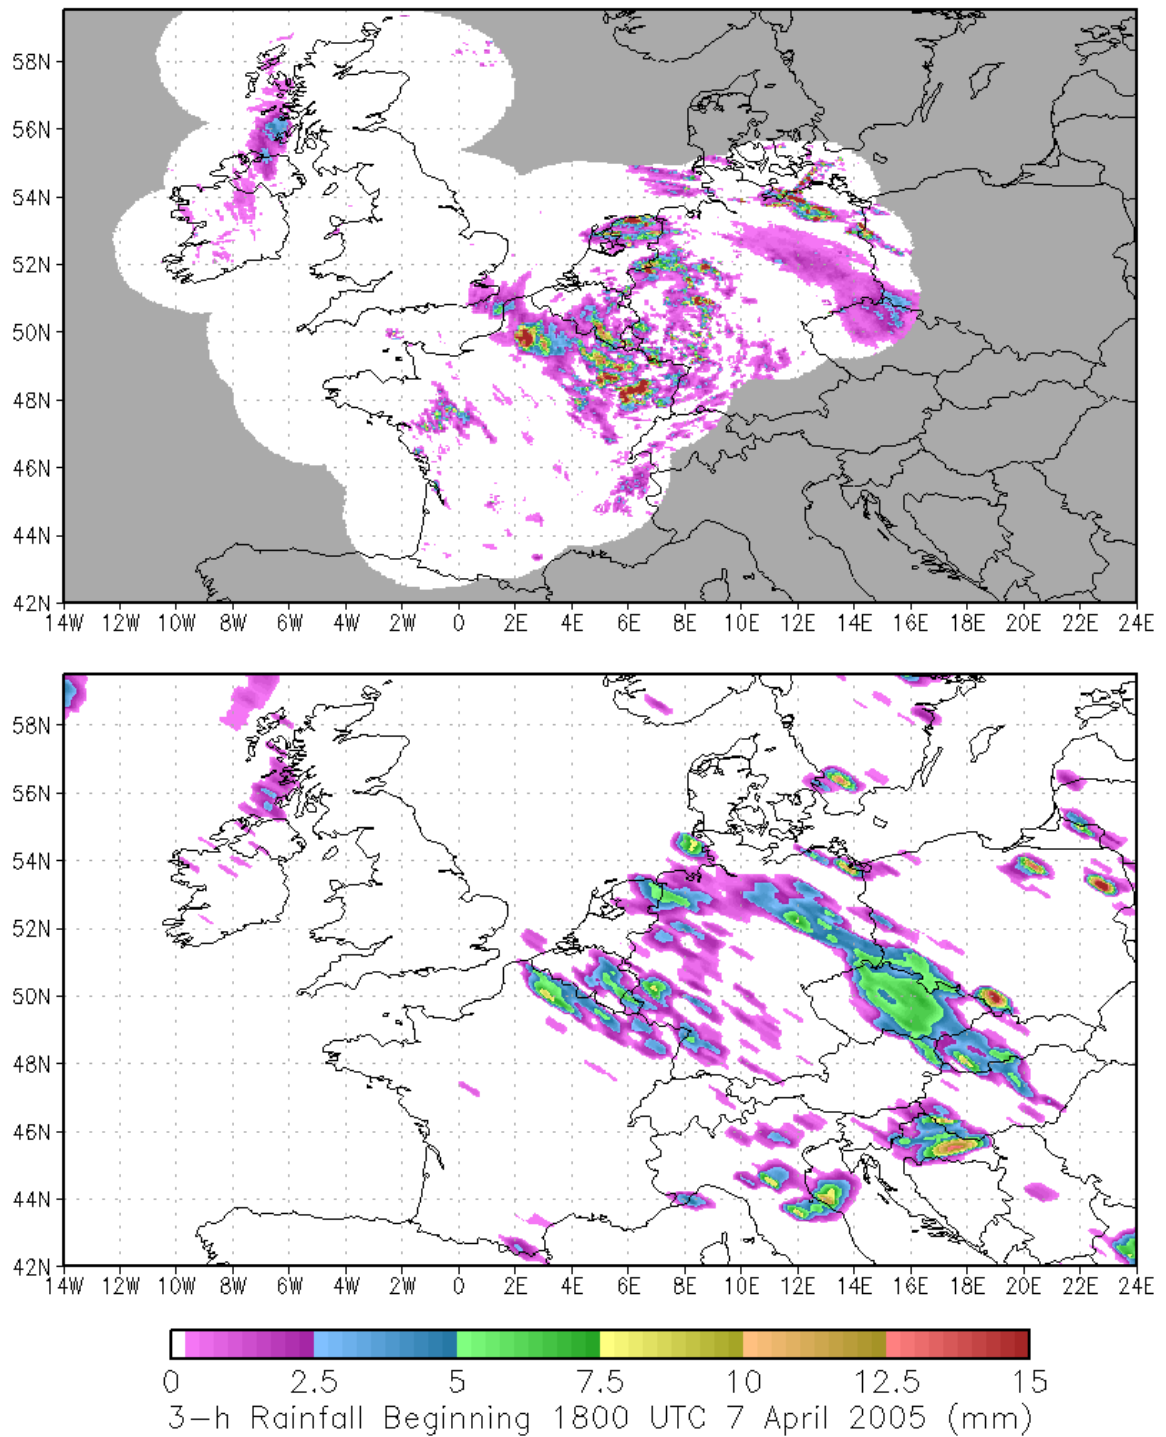 58N
56N
54N
52N
50N
48N
46N
44N
42N
14W 12W 10W 8W 6W 4W 2W 0 2E 4E 6E 8E 10E 12E 14E 16E 18E 20E 22E 24E
58N
56N
54N
52N
50N
48N
46N
44N
42N
14W 12W 10W 8W 6W 4W 2W 0 2E 4E 6E 8E 10E 12E 14E 16E 18E 20E 22E 24E
0 2.5 5 7.5 10 12.5 15
3-h Rainfall Beginning 1800 UTC 7 April 2005 (mm)